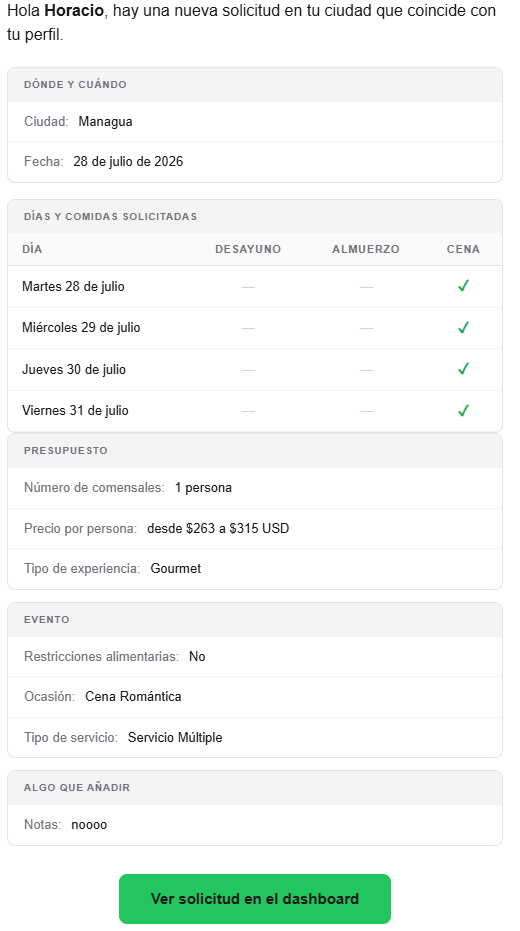 Hola Horacio, hay una nueva solicitud en tu ciudad que coincide con
tu perfil.
DÓNDE Y CUÁNDO
Ciudad: Managua
Fecha: 28 de julio de 2026
DÍAS Y COMIDAS SOLICITADAS
DÍA DESAYUNO ALMUERZO CENA
Martes 28 de julio — — ✓
Miércoles 29 de julio — — ✓
Jueves 30 de julio — — ✓
Viernes 31 de julio — — ✓
PRESUPUESTO
Número de comensales: 1 persona
Precio por persona: desde $263 a $315 USD
Tipo de experiencia: Gourmet
EVENTO
Restricciones alimentarias: No
Ocasión: Cena Romántica
Tipo de servicio: Servicio Múltiple
ALGO QUE AÑADIR
Notas: noooo
Ver solicitud en el dashboard